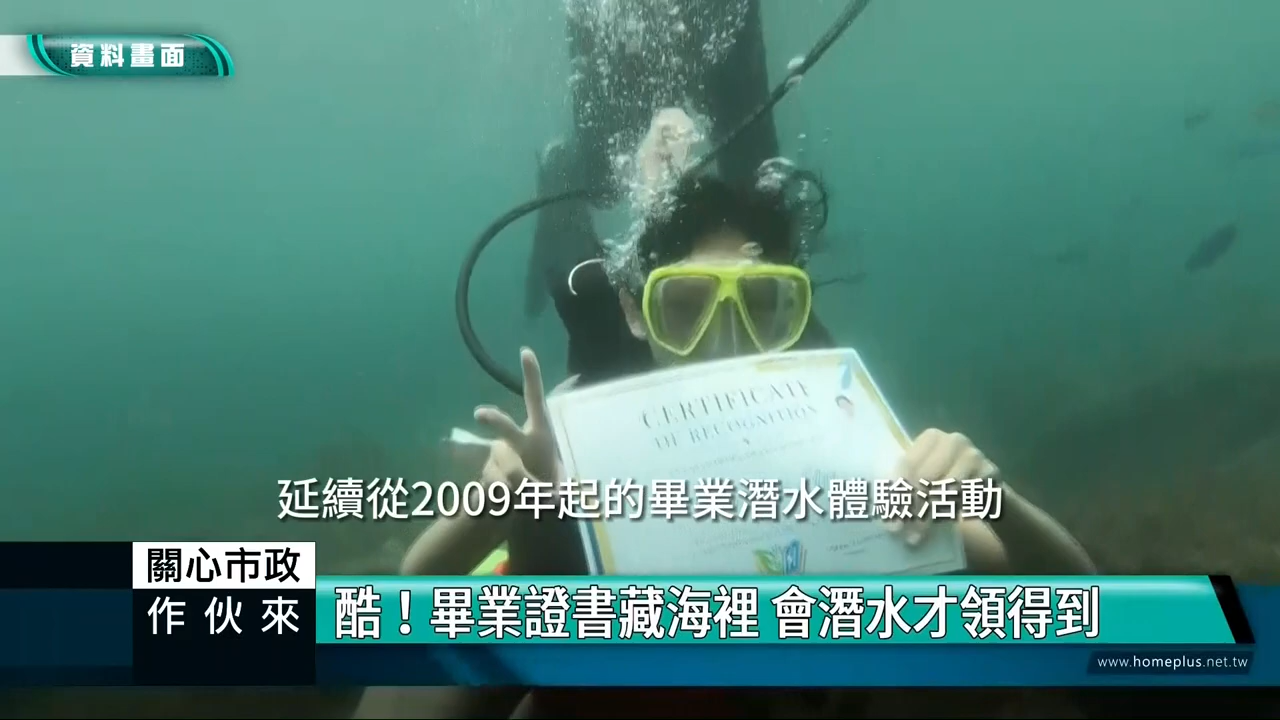 資料畫面
CERTIFICATE
OF RECOGNITION
延續從2009年起的畢業潛水體驗活動
關心市政
作伙來
酷！畢業證書藏海裡 會潛水才領得到
www.homeplus.net.tw